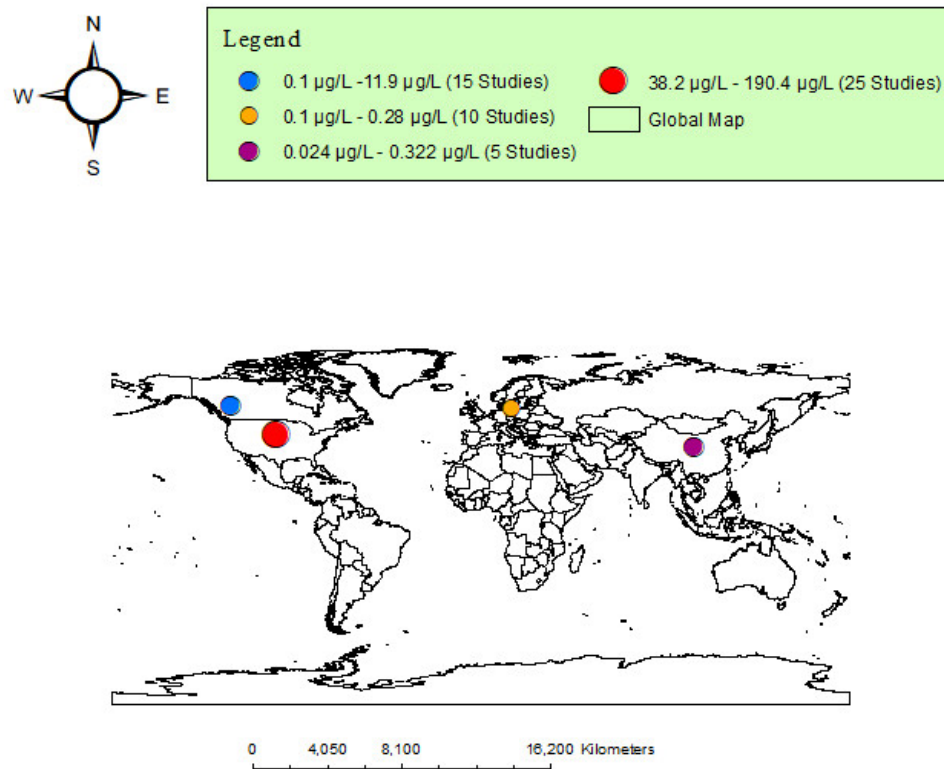 N
W E
S
Legend
0.1 µg/L -11.9 µg/L (15 Studies)
0.1 µg/L - 0.28 µg/L (10 Studies)
0.024 µg/L - 0.322 µg/L (5 Studies)
38.2 µg/L - 190.4 µg/L (25 Studies)
Global Map
0 4,050 8,100 16,200 Kilometers